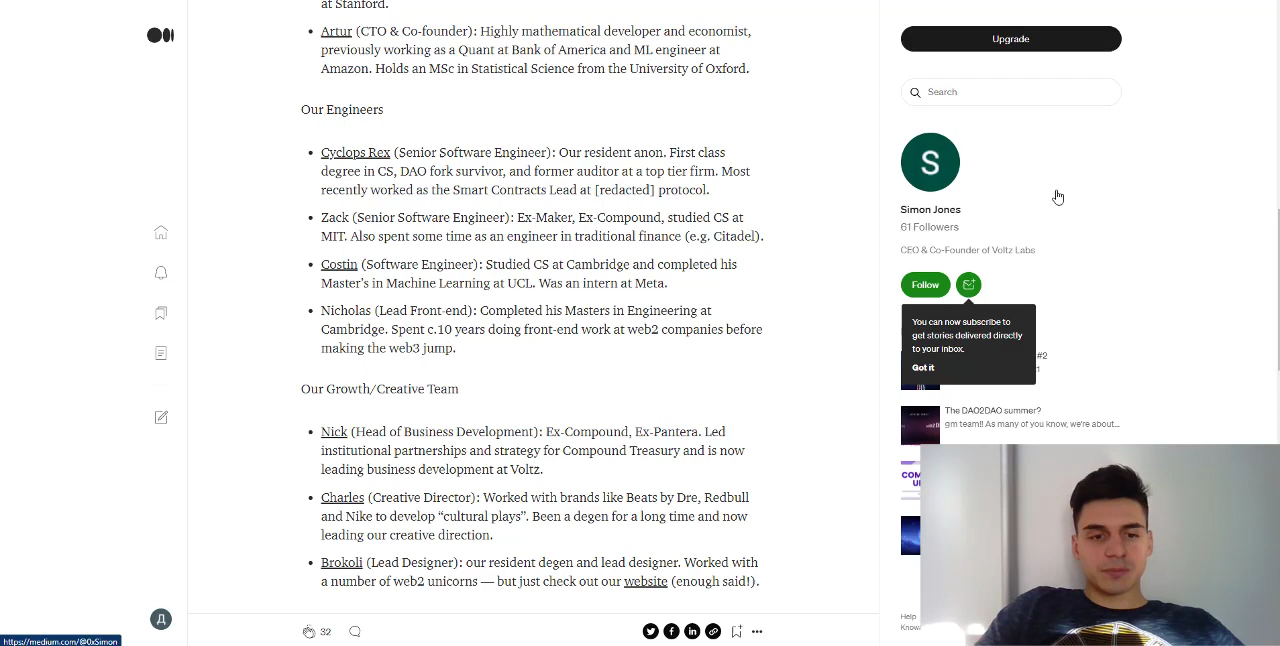 at Stanford.
Artur (CTO & Co-founder): Highly mathematical developer and economist,
previously working as a Quant at Bank of America and ML engineer at
Amazon. Holds an MSc in Statistical Science from the University of Oxford.
Our Engineers
Cyclops Rex (Senior Software Engineer): Our resident anon. First class
degree in CS, DAO fork survivor, and former auditor at a top tier firm. Most
recently worked as the Smart Contracts Lead at [redacted] protocol.
Zack (Senior Software Engineer): Ex-Maker, Ex-Compound, studied CS at
MIT. Also spent some time as an engineer in traditional finance (e.g. Citadel).
Costin (Software Engineer): Studied CS at Cambridge and completed his
Master's in Machine Learning at UCL. Was an intern at Meta.
Nicholas (Lead Front-end): Completed his Masters in Engineering at
Cambridge. Spent c.10 years doing front-end work at web2 companies before
making the web3 jump.
Our Growth/Creative Team
Nick (Head of Business Development): Ex-Compound, Ex-Pantera. Led
institutional partnerships and strategy for Compound Treasury and is now
leading business development at Voltz.
Charles (Creative Director): Worked with brands like Beats by Dre, Redbull
and Nike to develop “cultural plays”. Been a degen for a long time and now
leading our creative direction.
Brokoli (Lead Designer): our resident degen and lead designer. Worked with
a number of web2 unicorns — but just check out our website (enough said!).
32
Д
https://medium.com/@0xSimon
Upgrade
Search
S
Simon Jones
61 Followers
CEO & Co-Founder of Voltz Labs
Follow
You can now subscribe to
get stories delivered directly
to your inbox.
Got it
#2
1
The DAO2DAO summer?
gm team!! As many of you know, we're about...
COM
Help
Know